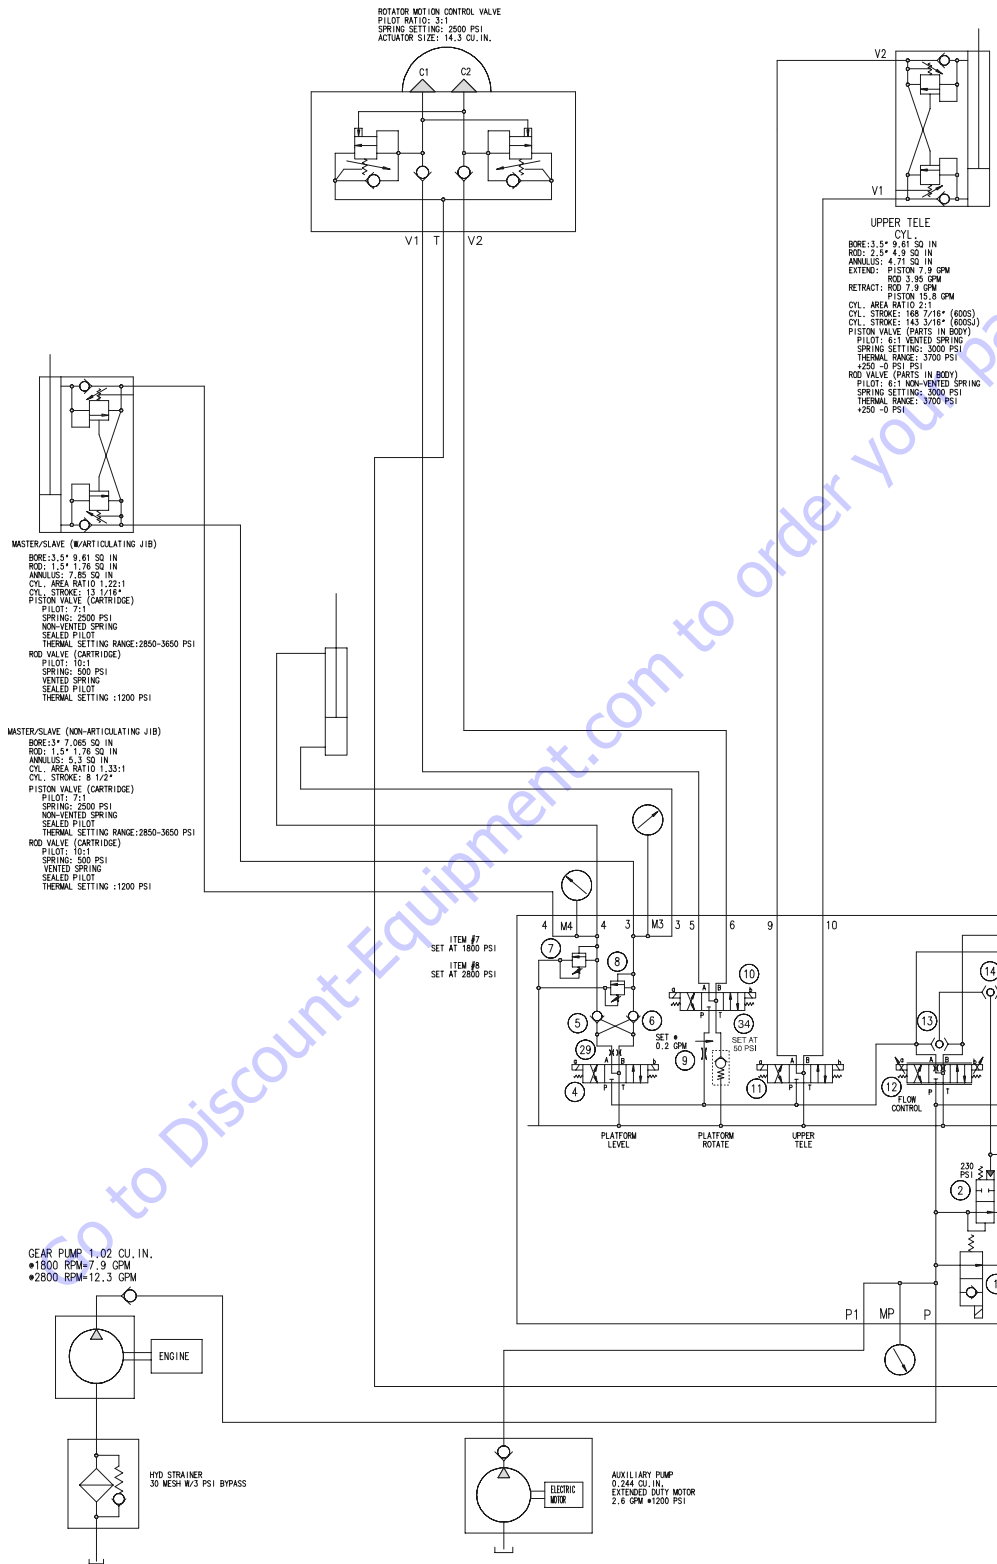 ROTATOR MOTION CONTROL VALVE
PILOT RATIO: 3:1
SPRING SETTING: 2500 PSI
ACTUATOR SIZE: 14.3 CU.IN.
C1 C2
V1 T V2
V2
V1
UPPER TELE
CYL.
BORE:3.5" 9.61 SQ IN
ROD: 2.5" 4.9 SQ IN
ANNULUS: 4.71 SQ IN
EXTEND: PISTON 7.9 GPM
ROD 3.95 GPM
RETRACT: ROD 7.9 GPM
PISTON 15.8 GPM
CYL. AREA RATIO 2:1
CYL. STROKE: 168 7/16" (600S)
CYL. STROKE: 143 3/16" (600SJ)
PISTON VALVE (PARTS IN BODY)
PILOT: 6:1 VENTED SPRING
SPRING SETTING: 3000 PSI
THERMAL RANGE: 3700 PSI
+250 -0 PSI PSI
ROD VALVE (PARTS IN BODY)
PILOT: 6:1 NON-VENTED SPRING
SPRING SETTING: 3000 PSI
THERMAL RANGE: 3700 PSI
+250 -0 PSI
MASTER/SLAVE (W/ARTICULATING JIB)
BORE:3.5" 9.61 SQ IN
ROD: 1.5" 1.76 SQ IN
ANNULUS: 7.85 SQ IN
CYL. AREA RATIO 1.22:1
CYL. STROKE: 13 1/16"
PISTON VALVE (CARTRIDGE)
PILOT: 7:1
SPRING: 2500 PSI
NON-VENTED SPRING
SEALED PILOT
THERMAL SETTING RANGE:2850-3650 PSI
ROD VALVE (CARTRIDGE)
PILOT: 10:1
SPRING: 500 PSI
VENTED SPRING
SEALED PILOT
THERMAL SETTING :1200 PSI
MASTER/SLAVE (NON-ARTICULATING JIB)
BORE:3" 7.065 SQ IN
ROD: 1.5" 1.76 SQ IN
ANNULUS: 5.3 SQ IN
CYL. AREA RATIO 1.33:1
CYL. STROKE: 8 1/2"
PISTON VALVE (CARTRIDGE)
PILOT: 7:1
SPRING: 2500 PSI
NON-VENTED SPRING
SEALED PILOT
THERMAL SETTING RANGE:2850-3650 PSI
ROD VALVE (CARTRIDGE)
PILOT: 10:1
SPRING: 500 PSI
VENTED SPRING
SEALED PILOT
THERMAL SETTING :1200 PSI
4 M4 4 3 M3 3 5 6 9 10
ITEM #7
SET AT 1800 PSI
ITEM #8
SET AT 2800 PSI
7 8 10 14
5 6 34 13
SET @
0.2 GPM
SET AT
50 PSI
29 9
4 11 12
a b a b a b a b
A B A B A B
P T P T P T P T
FLOW
CONTROL
PLATFORM
LEVEL
PLATFORM
ROTATE
UPPER
TELE
230
PSI
2
1
P1 MP P
GEAR PUMP 1.02 CU.IN.
@1800 RPM=7.9 GPM
@2800 RPM=12.3 GPM
ENGINE
HYD STRAINER
30 MESH W/3 PSI BYPASS
ELECTRIC
MOTOR
AUXILIARY PUMP
0.244 CU.IN.
EXTENDED DUTY MOTOR
2.6 GPM @1200 PSI
Go to Discount-Equipment.com to order your pa